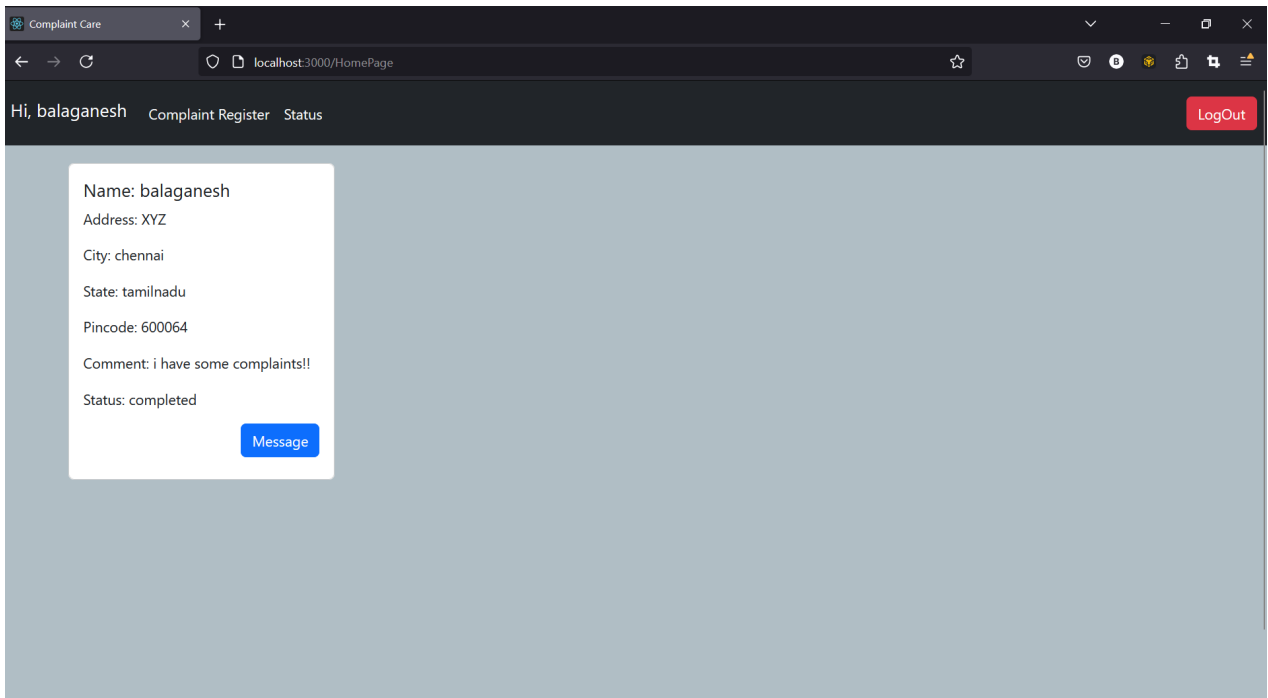 Complaint Care
localhost:3000/HomePage
B
Hi, balaganesh Complaint Register Status LogOut
Name: balaganesh
Address: XYZ
City: chennai
State: tamilnadu
Pincode: 600064
Comment: i have some complaints!!
Status: completed
Message